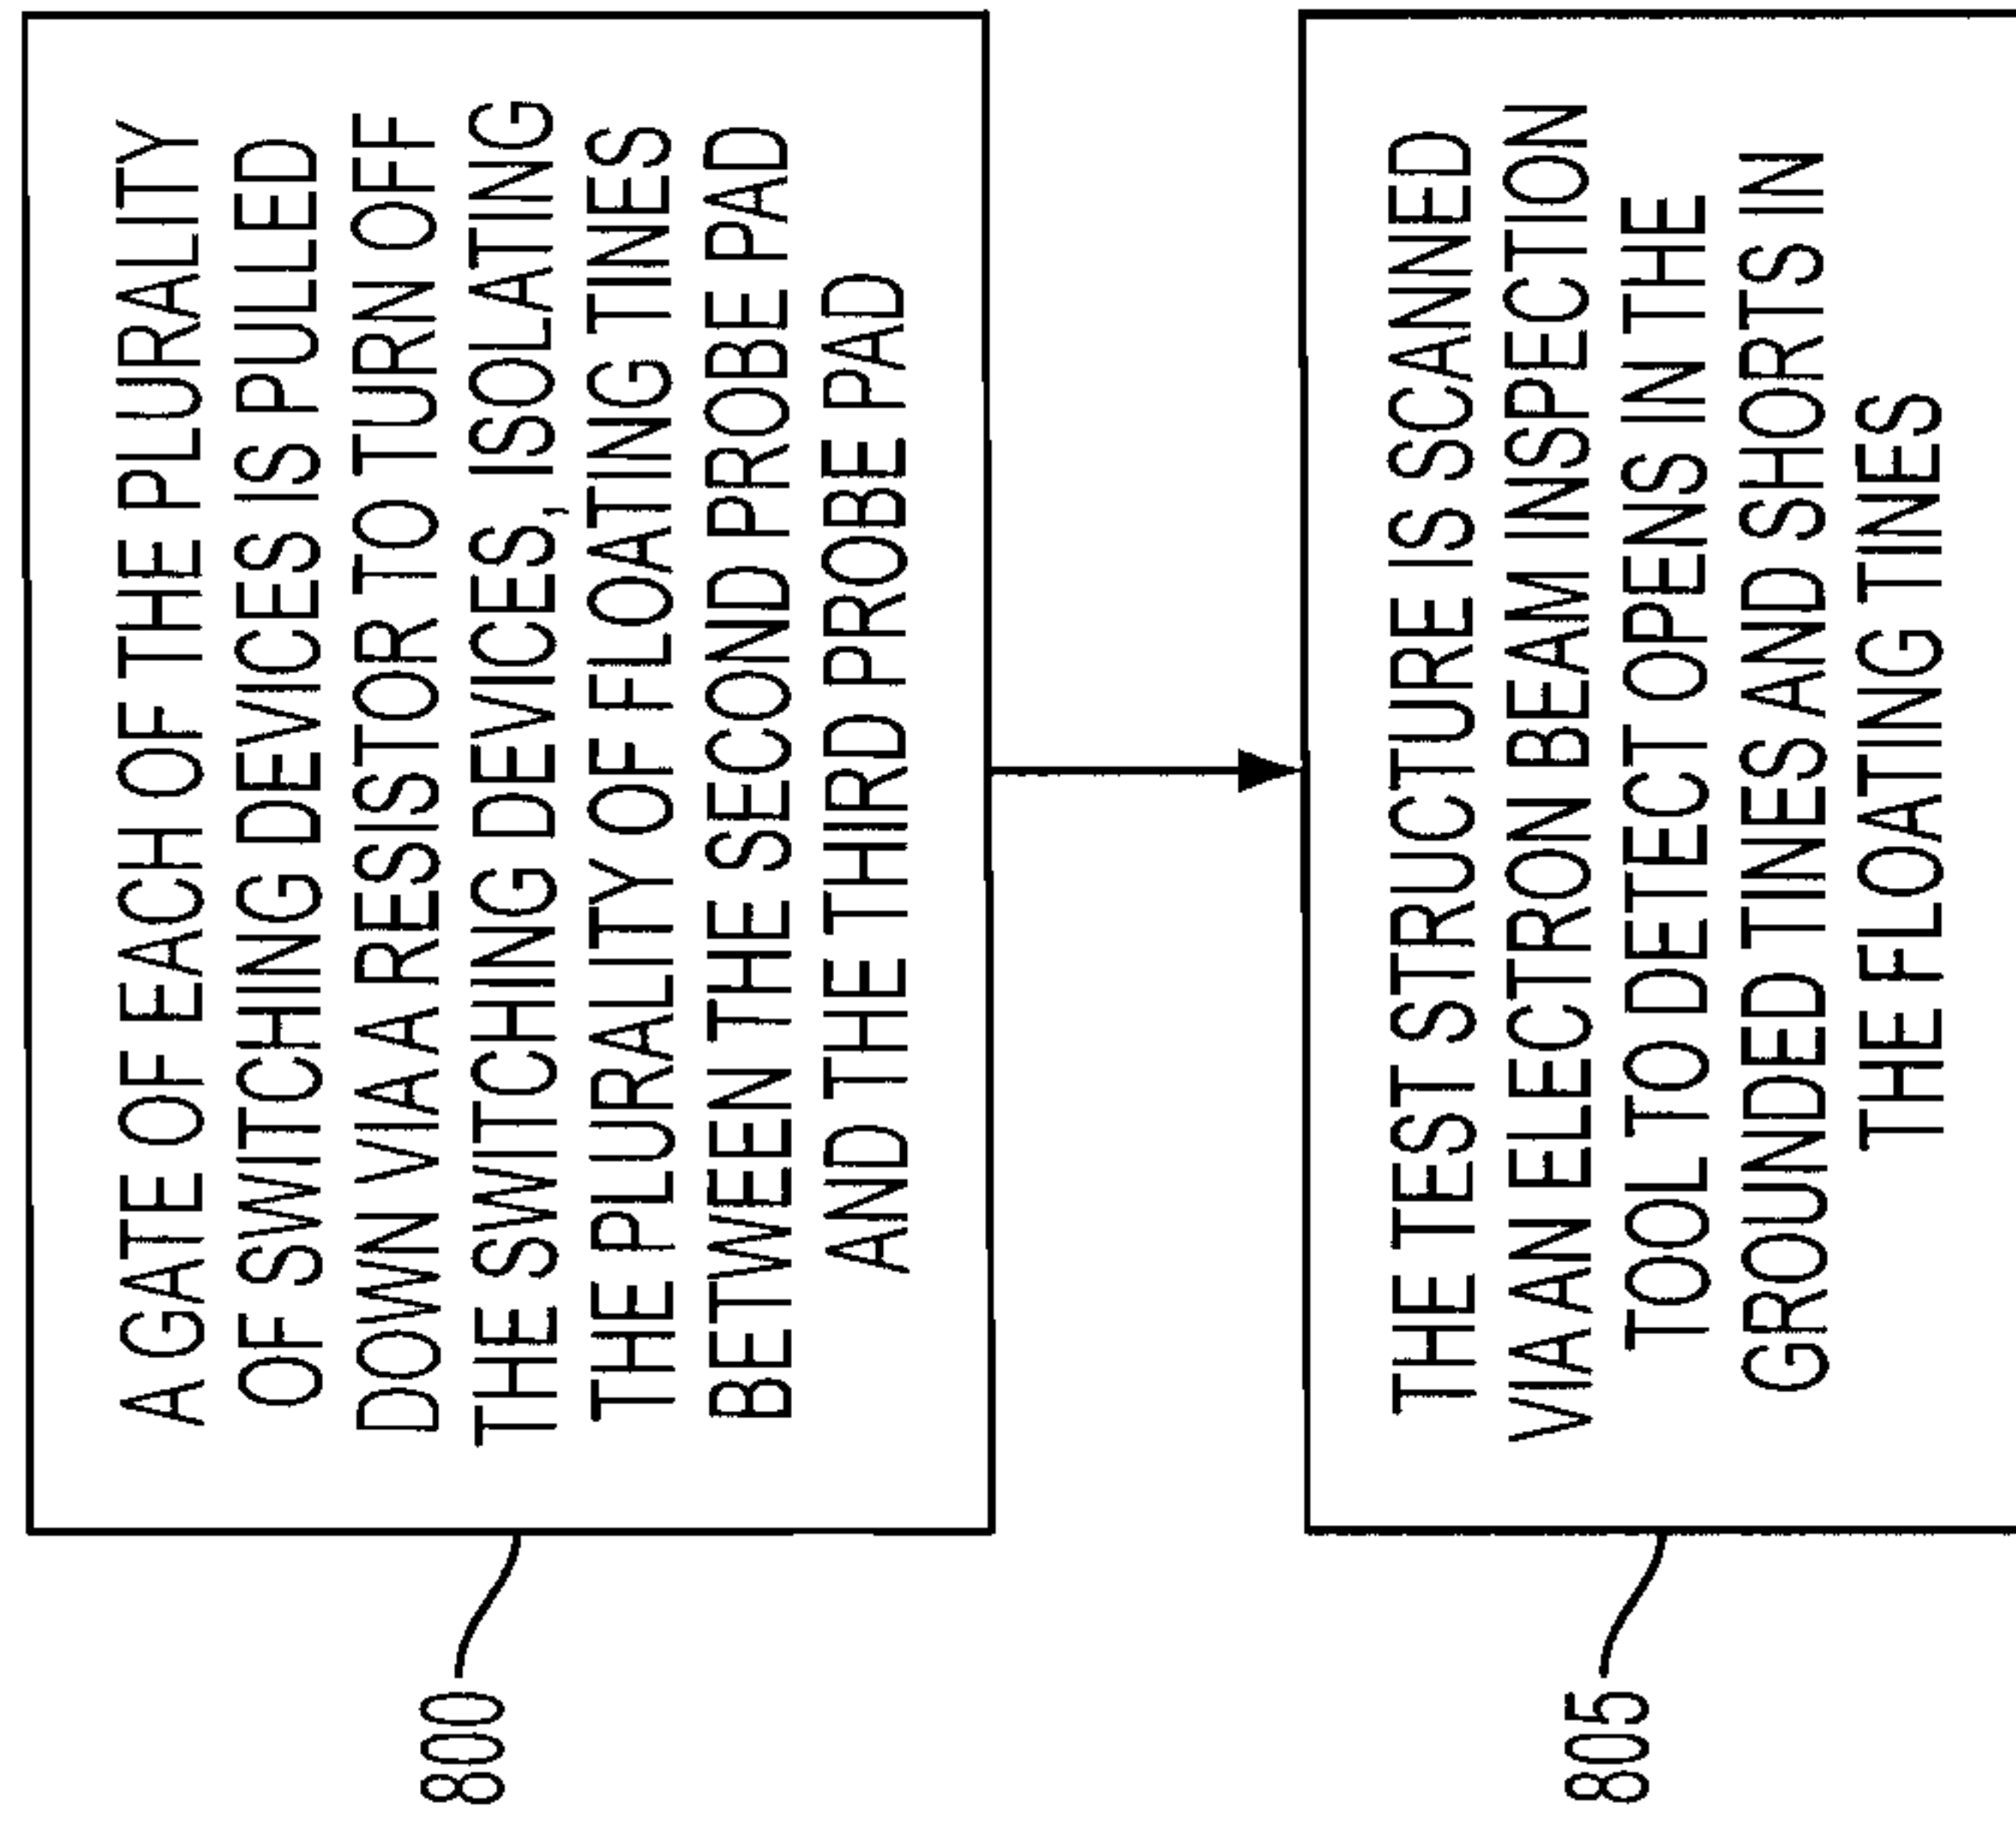 A GATE OF EACH OF THE PLURALITY
OF SWITCHING DEVICES IS PULLED
DOWN VIA A RESISTOR TO TURN OFF
THE SWITCHING DEVICES, ISOLATING
THE PLURALITY OF FLOATING TINES
BETWEEN THE SECOND PROBE PAD
AND THE THIRD PROBE PAD
800
THE TEST STRUCTURE IS SCANNED
VIA AN ELECTRON BEAM INSPECTION
TOOL TO DETECT OPENS IN THE
GROUNDED TINES AND SHORTS IN
THE FLOATING TINES
805